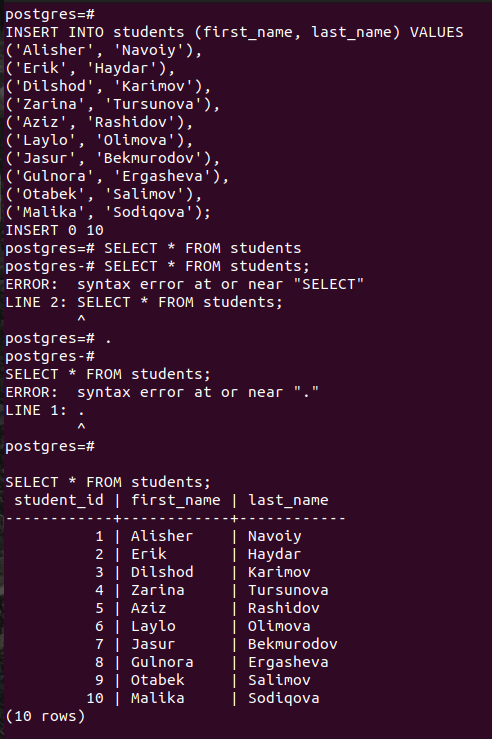 postgres=#
INSERT INTO students (first_name, last_name) VALUES
('Alisher', 'Navoiy'),
('Erik', 'Haydar'),
('Dilshod', 'Karimov'),
('Zarina', 'Tursunova'),
('Aziz', 'Rashidov'),
('Laylo', 'Olimova'),
('Jasur', 'Bekmurodov'),
('Gulnora', 'Ergasheva'),
('Otabek', 'Salimov'),
('Malika', 'Sodiqova');
INSERT 0 10
postgres=# SELECT * FROM students
postgres-# SELECT * FROM students;
ERROR:  syntax error at or near "SELECT"
LINE 2: SELECT * FROM students;
        ^
postgres=# .
postgres-#
SELECT * FROM students;
ERROR:  syntax error at or near "."
LINE 1: .
        ^
postgres=#
SELECT * FROM students;
 student_id | first_name | last_name
------------+------------+------------
          1 | Alisher    | Navoiy
          2 | Erik       | Haydar
          3 | Dilshod    | Karimov
          4 | Zarina     | Tursunova
          5 | Aziz       | Rashidov
          6 | Laylo      | Olimova
          7 | Jasur      | Bekmurodov
          8 | Gulnora    | Ergasheva
          9 | Otabek     | Salimov
         10 | Malika     | Sodiqova
(10 rows)